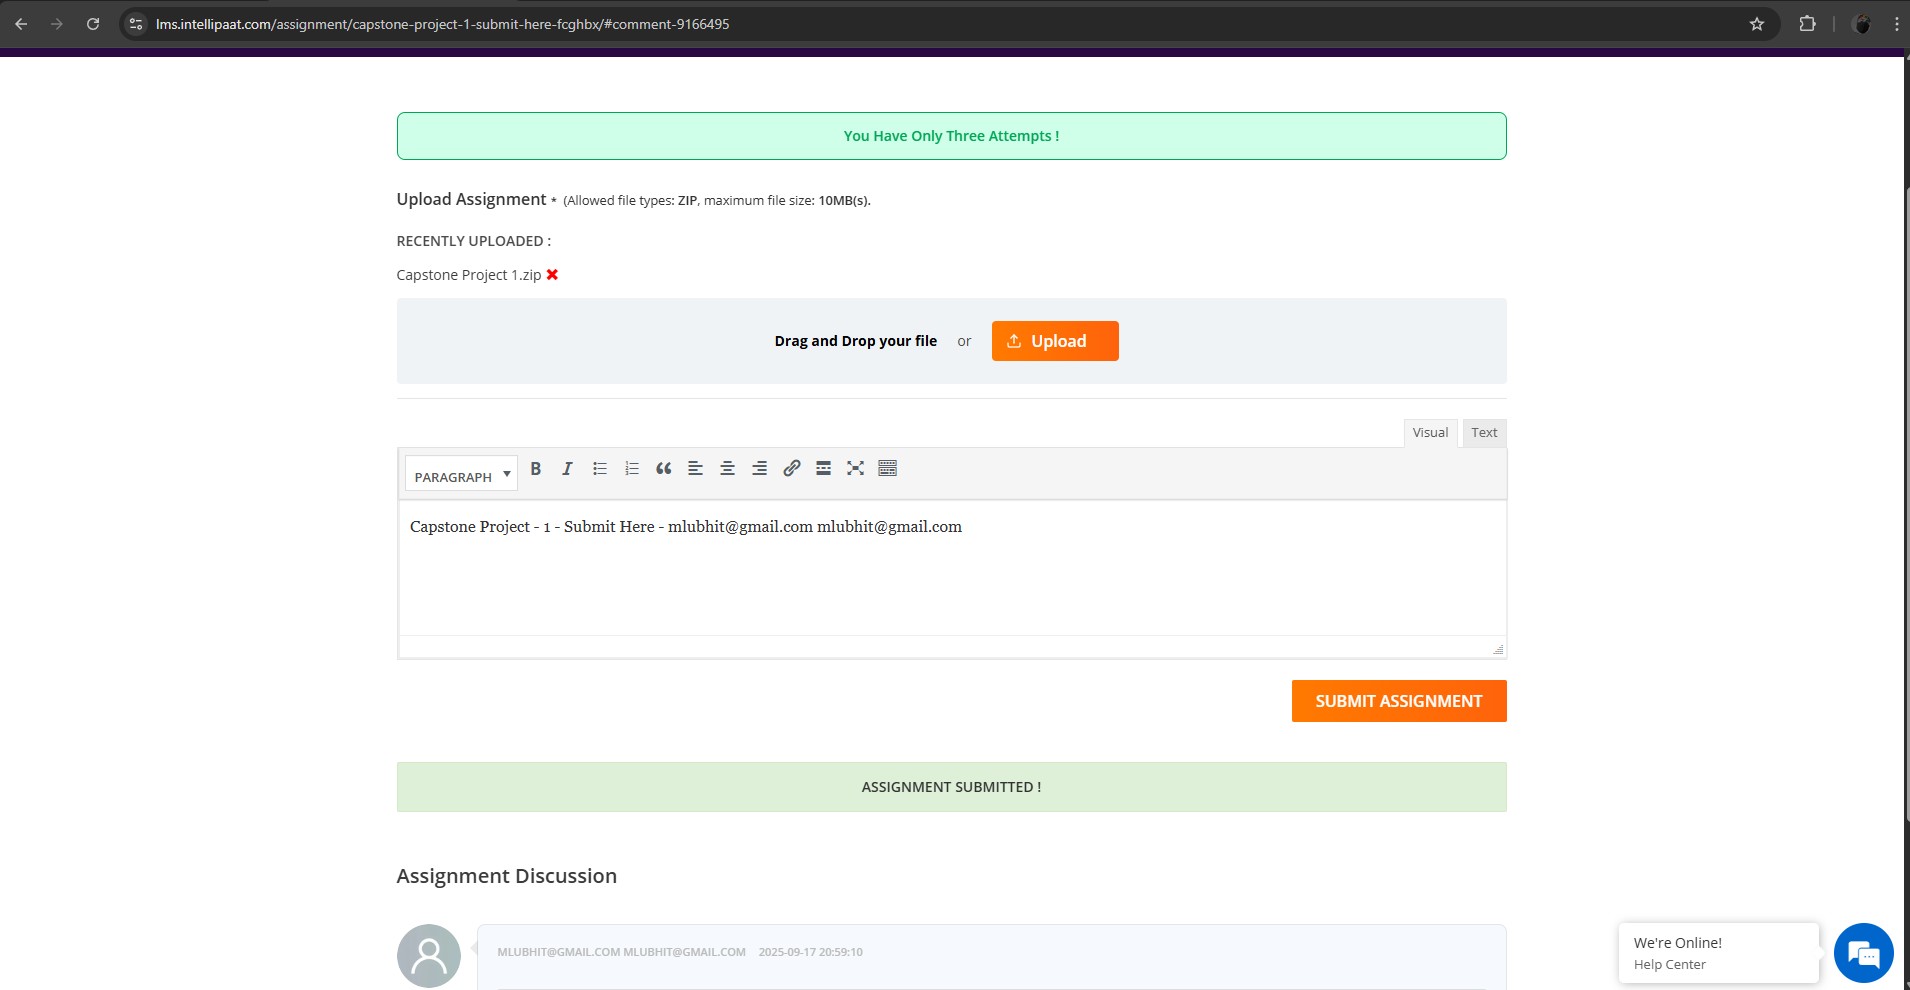 lms.intellipaat.com/assignment/capstone-project-1-submit-here-fcghbx/#comment-9166495
You Have Only Three Attempts !
Upload Assignment * (Allowed file types: ZIP, maximum file size: 10MB(s).
RECENTLY UPLOADED :
Capstone Project 1.zip
Drag and Drop your file or Upload
Visual Text
PARAGRAPH
Capstone Project - 1 - Submit Here - mlubhit@gmail.com mlubhit@gmail.com
SUBMIT ASSIGNMENT
ASSIGNMENT SUBMITTED !
Assignment Discussion
MLUBHIT@GMAIL.COM MLUBHIT@GMAIL.COM 2025-09-17 20:59:10
We're Online!
Help Center